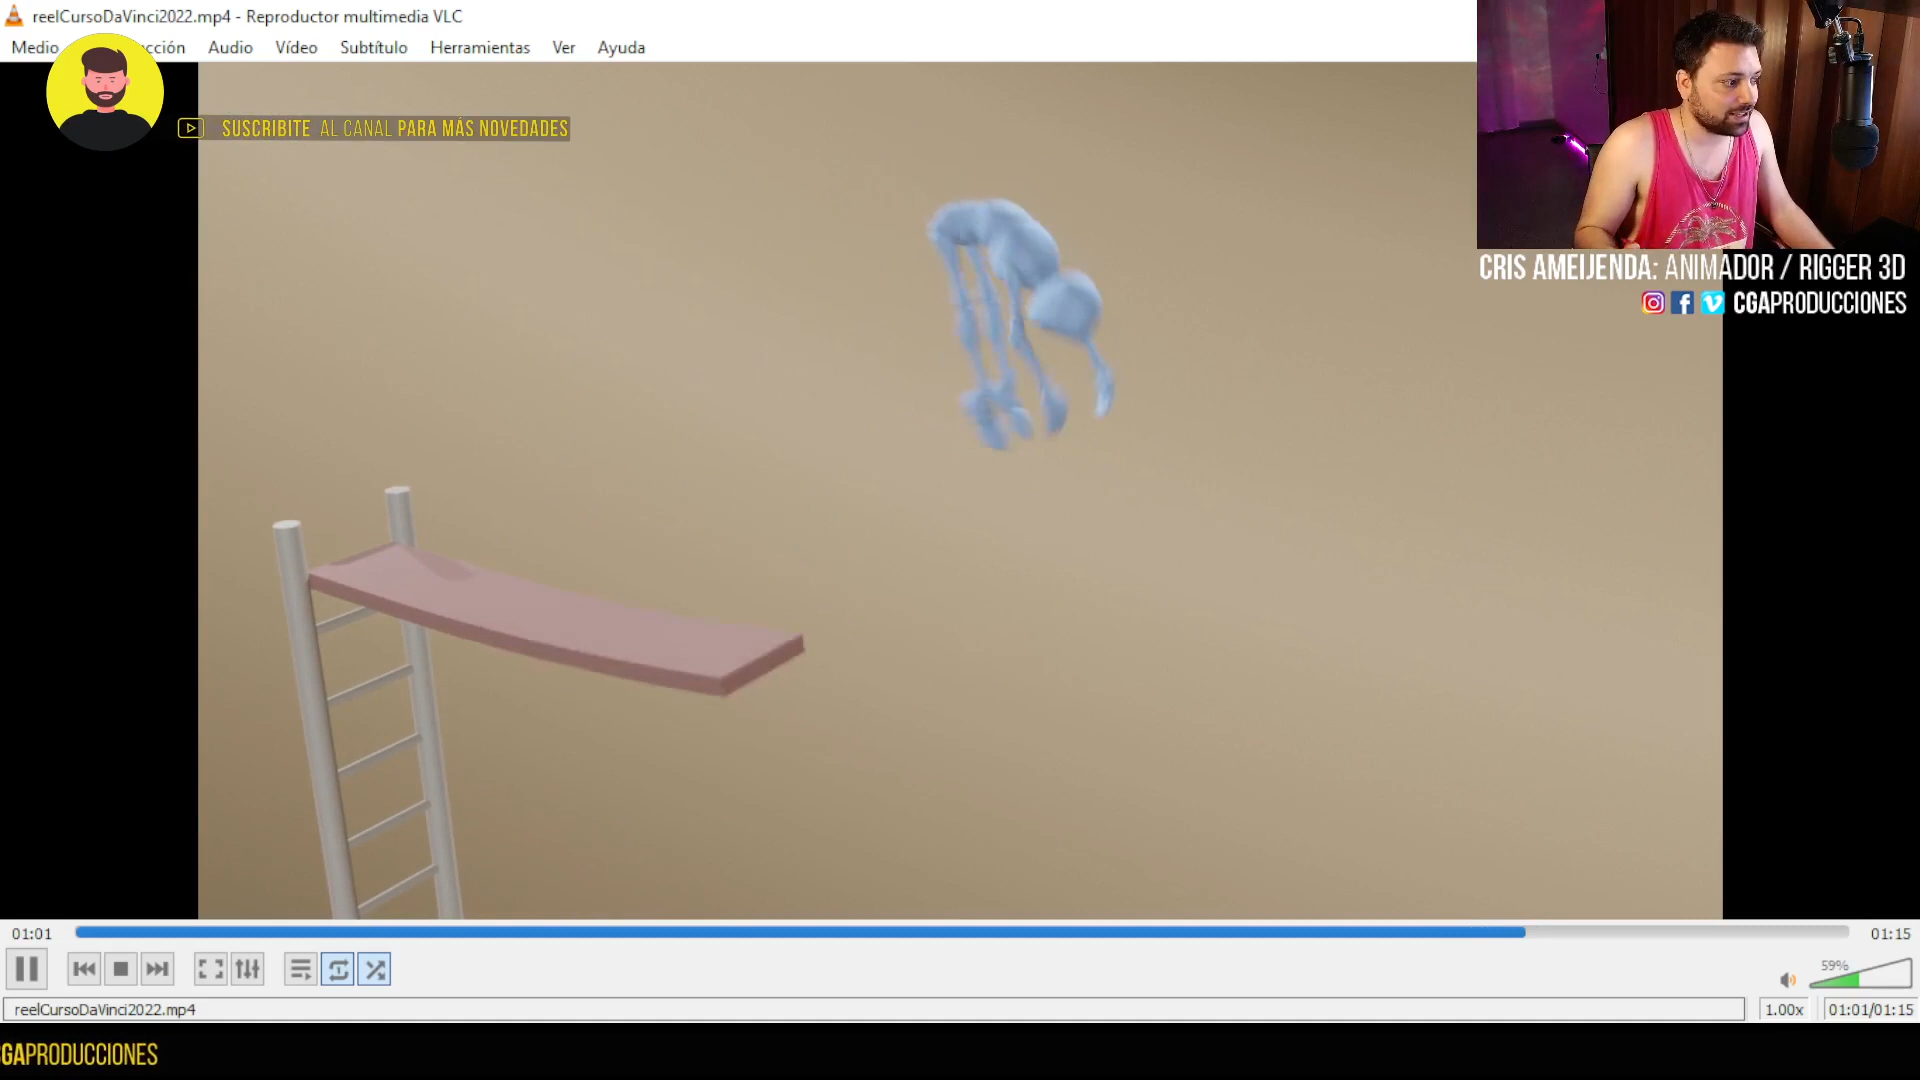 reelCursoDaVinci2022.mp4 - Reproductor multimedia VLC
Medio cción Audio Vídeo Subtítulo Herramientas Ver Ayuda
SUSCRIBITE AL CANAL PARA MÁS NOVEDADES
CRIS AMEIJENDA: ANIMADOR / RIGGER 3D
CGAPRODUCCIONES
01:01
01:15
59%
reelCursoDaVinci2022.mp4
1.00x
01:01/01:15
GAPRODUCCIONES